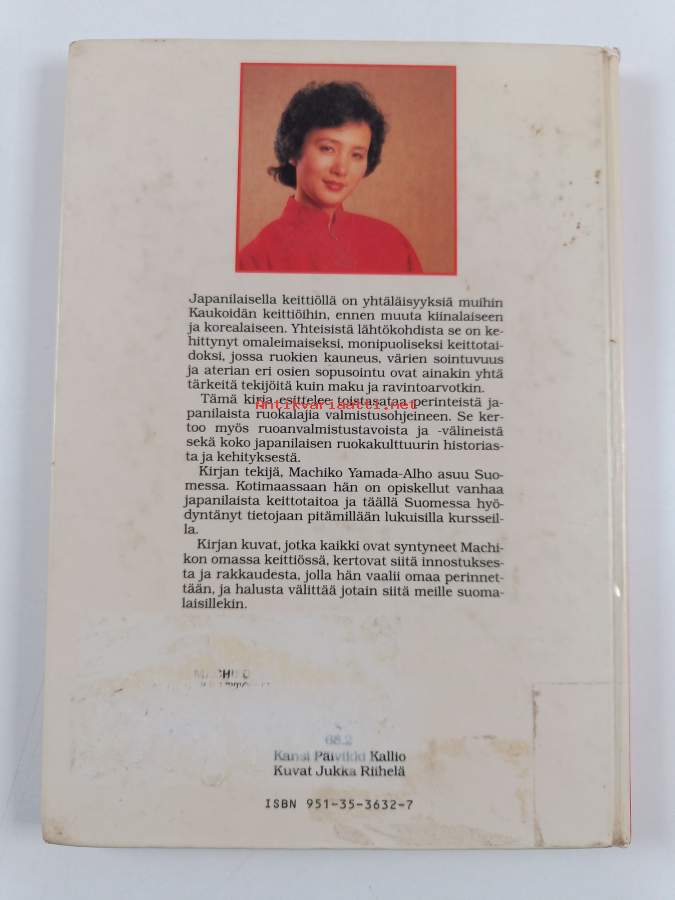 Japanilaisella keittiöllä on yhtäläisyyksiä muihin
Kaukoidän keittiöihin, ennen muuta kiinalaiseen
ja korealaiseen. Yhteisistä lähtökohdista se on ke-
hittynyt omaleimaiseksi, monipuoliseksi keittotai-
doksi, jossa ruokien kauneus, värien sointuvuus
ja aterian eri osien sopusointu ovat ainakin yhtä
tärkeitä tekijöitä kuin maku ja ravintoarvotkin.
Tämä kirja esittelee toistasataa perinteistä ja-
Antikvariaatti.net
panilaista ruokalajia valmistusohjeineen. Se ker-
too myös ruoanvalmistustavoista ja -välineistä
sekä koko japanilaisen ruokakulttuurin historias-
ta ja kehityksestä.
Kirjan tekijä, Machiko Yamada-Alho asuu Suo-
messa. Kotimaassaan hän on opiskellut vanhaa
japanilaista keittotaitoa ja täällä Suomessa hyö-
dyntänyt tietojaan pitämillään lukuisilla kursseil-
la.
Kirjan kuvat, jotka kaikki ovat syntyneet Machi-
kon omassa keittiössä, kertovat siitä innostukses-
ta ja rakkaudesta, jolla hän vaalii omaa perinnet-
tään, ja halusta välittää jotain siitä meille suoma-
laisillekin.
68.2
Kansi Päivikki Kallio
Kuvat Jukka Riihelä
ISBN 951-35-3632-7